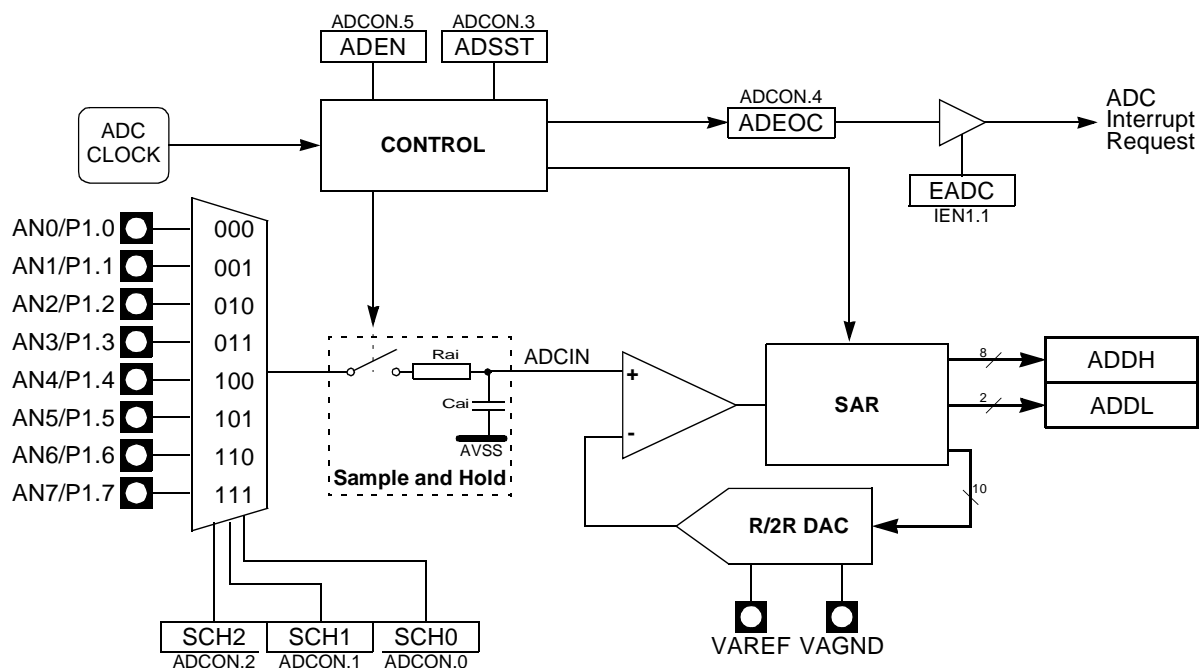 ADCON.5
ADEN
ADCON.3
ADSST
ADC
CLOCK
CONTROL
ADCON.4
ADEOC
ADC
Interrupt
Request
EADC
IEN1.1
AN0/P1.0
000
AN1/P1.1
001
AN2/P1.2
010
AN3/P1.3
011
AN4/P1.4
100
AN5/P1.5
101
AN6/P1.6
110
AN7/P1.7
111
Rai
Cai
AVSS
Sample and Hold
ADCIN
+
-
SAR
8
ADDH
2
ADDL
10
R/2R DAC
VAREF
VAGND
SCH2
ADCON.2
SCH1
ADCON.1
SCH0
ADCON.0